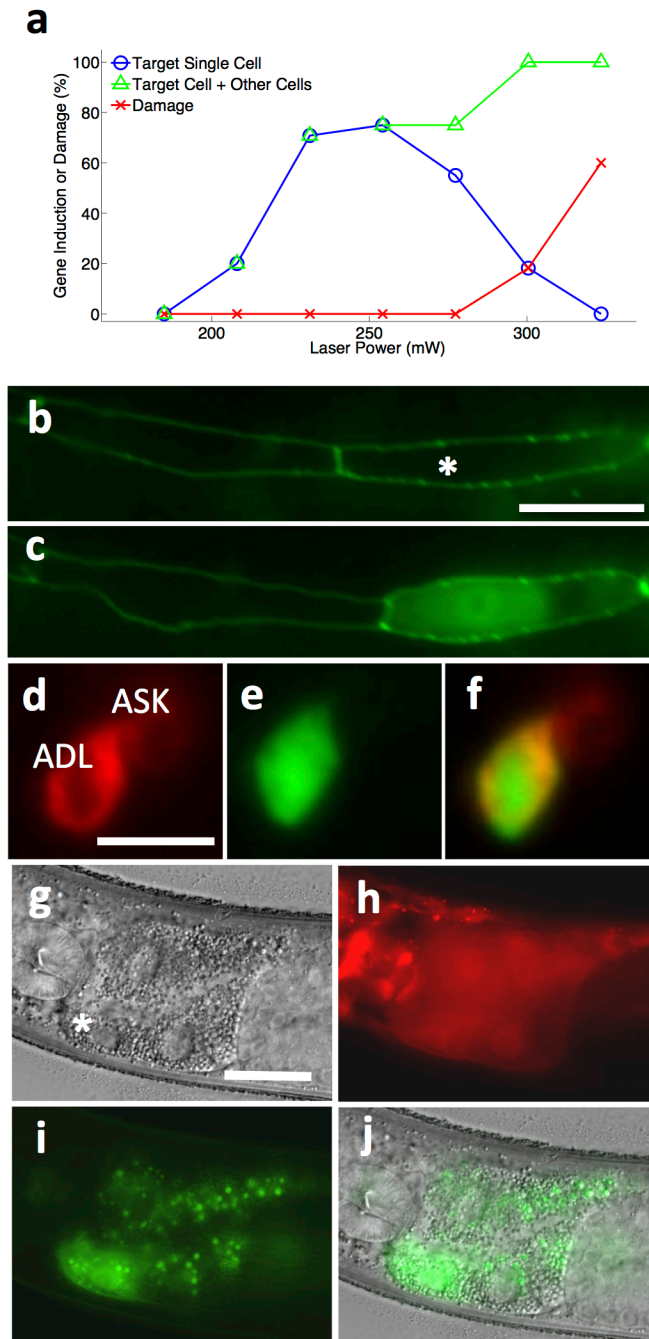 a
Gene Induction or Damage (%)
100
80
60
40
20
0
Target Single Cell
Target Cell + Other Cells
Damage
200
250
300
Laser Power (mW)
b
*
c
d
ASK
ADL
e
f
g
*
h
i
j